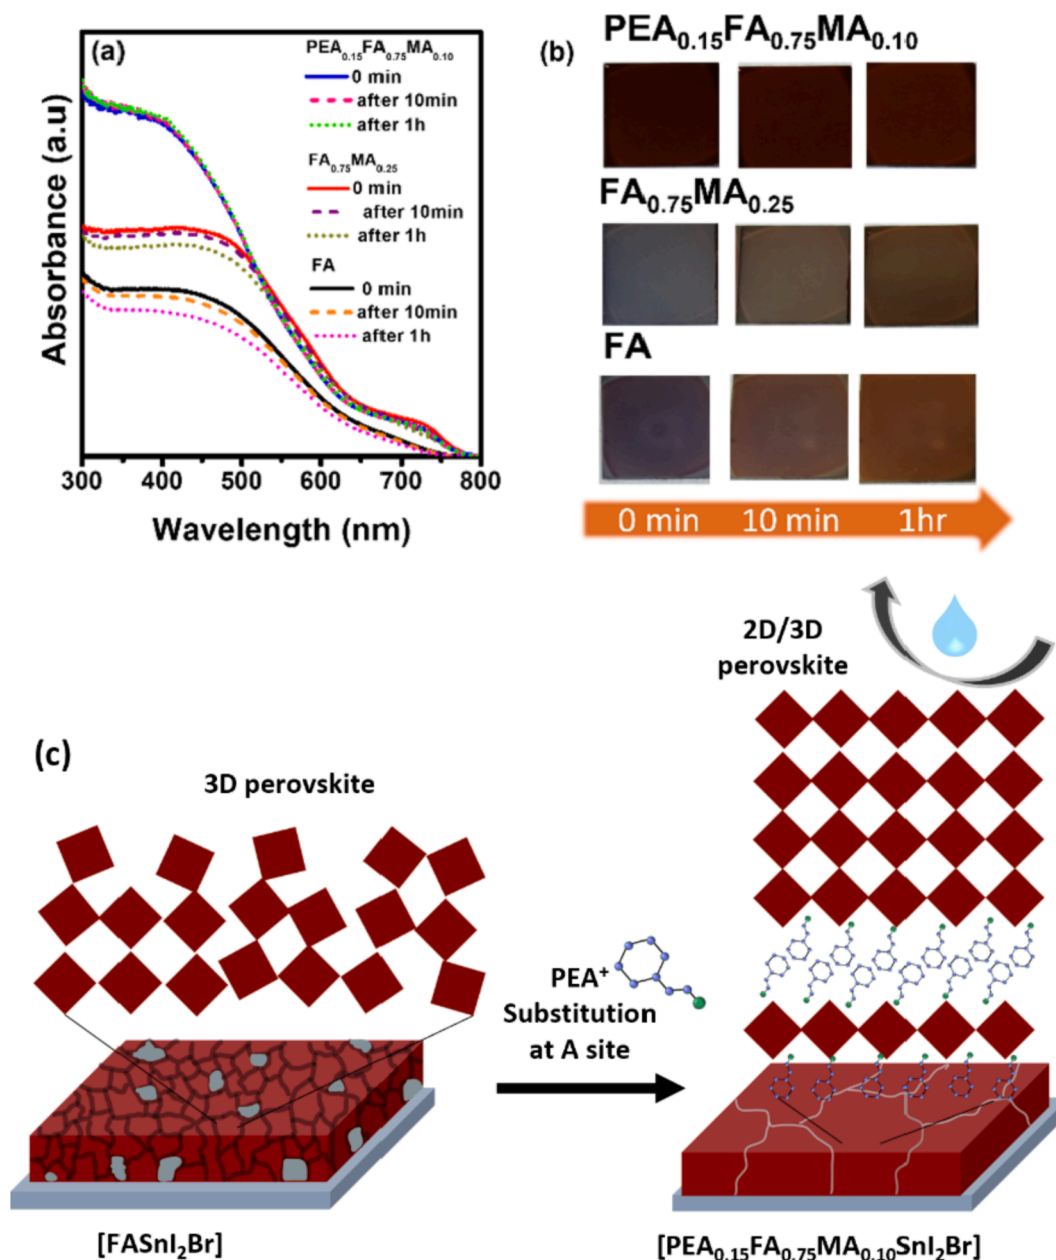 (a)
PEA₀.₁₅FA₀.₇₅MA₀.₁₀
0 min
after 10min
after 1h
FA₀.₇₅MA₀.₂₅
0 min
after 10min
after 1h
FA
0 min
after 10min
after 1h
Absorbance (a.u)
300 400 500 600 700 800
Wavelength (nm)
(b)
PEA₀.₁₅FA₀.₇₅MA₀.₁₀
FA₀.₇₅MA₀.₂₅
FA
0 min 10 min 1hr
(c)
3D perovskite
[FASnI₂Br]
PEA⁺
Substitution
at A site
2D/3D
perovskite
[PEA₀.₁₅FA₀.₇₅MA₀.₁₀SnI₂Br]